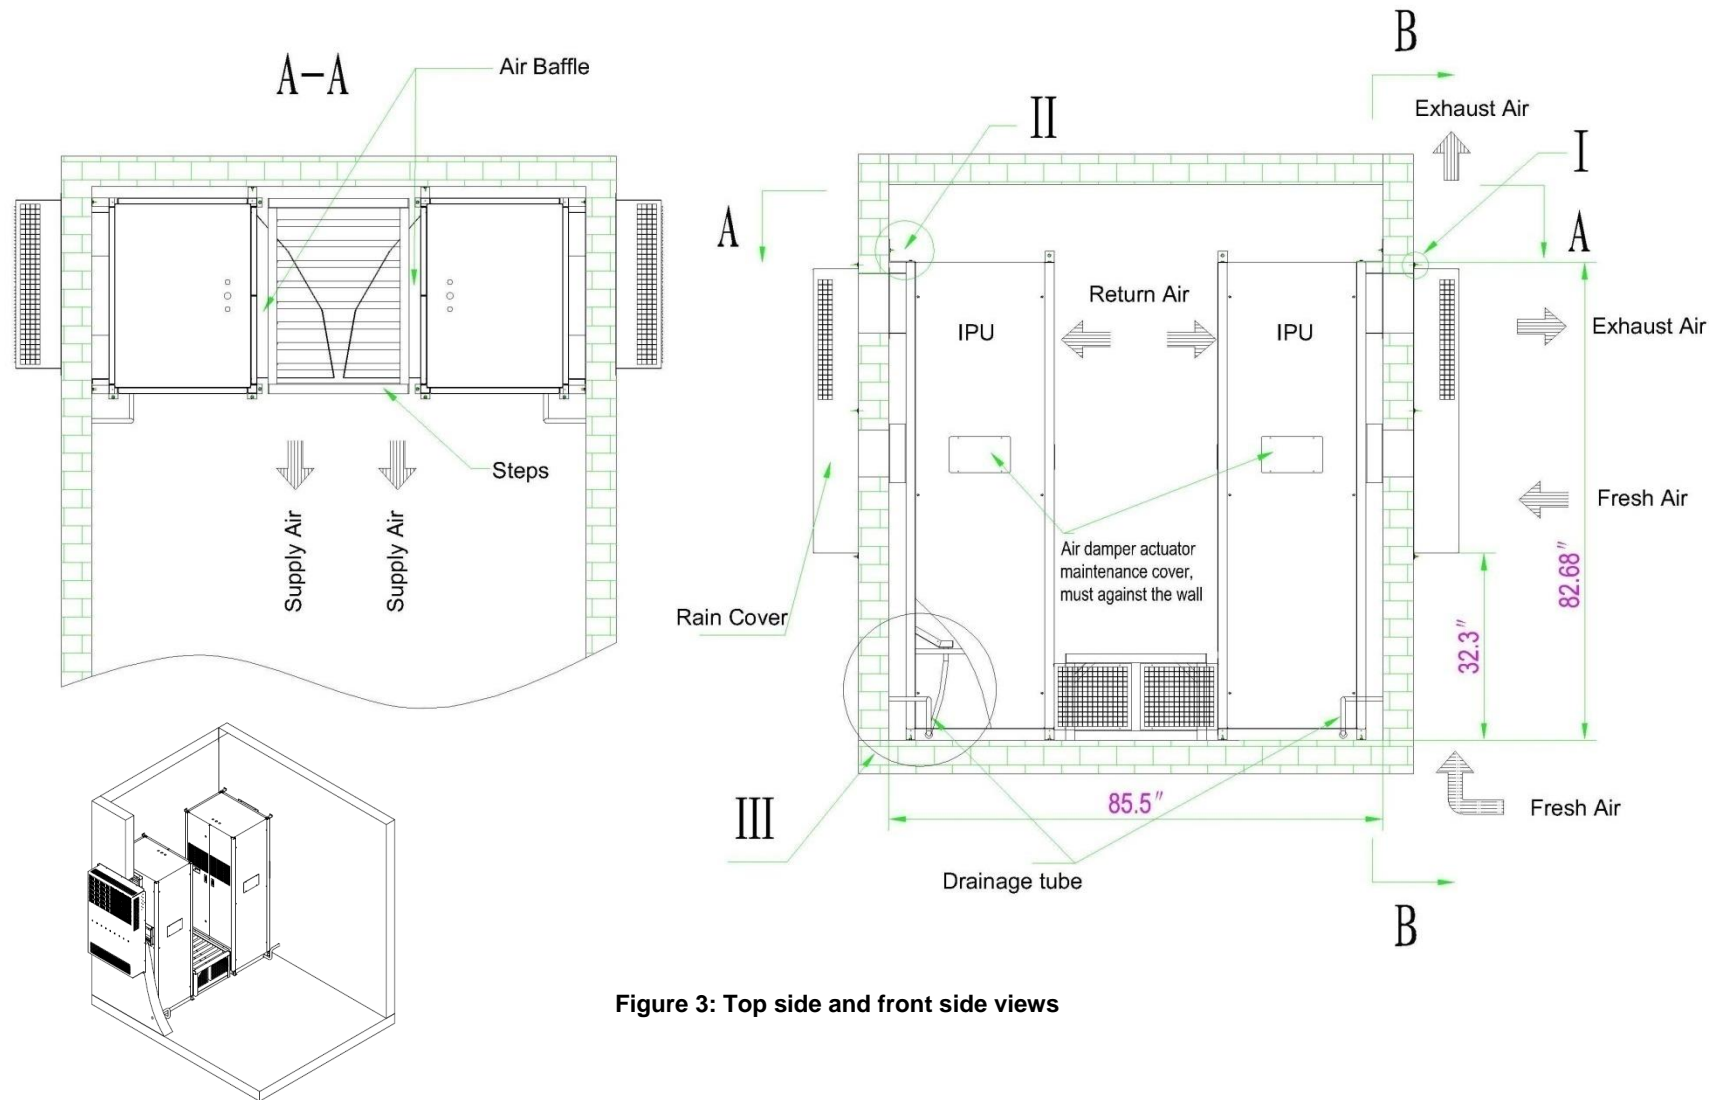 A-A
Air Baffle
Steps
Supply Air
Supply Air
B
Exhaust Air
II
I
A
A
Return Air
IPU
IPU
Exhaust Air
Fresh Air
Air damper actuator
maintenance cover,
must against the wall
Rain Cover
82.68"
32.3"
85.5"
III
Fresh Air
Drainage tube
B
Figure 3: Top side and front side views